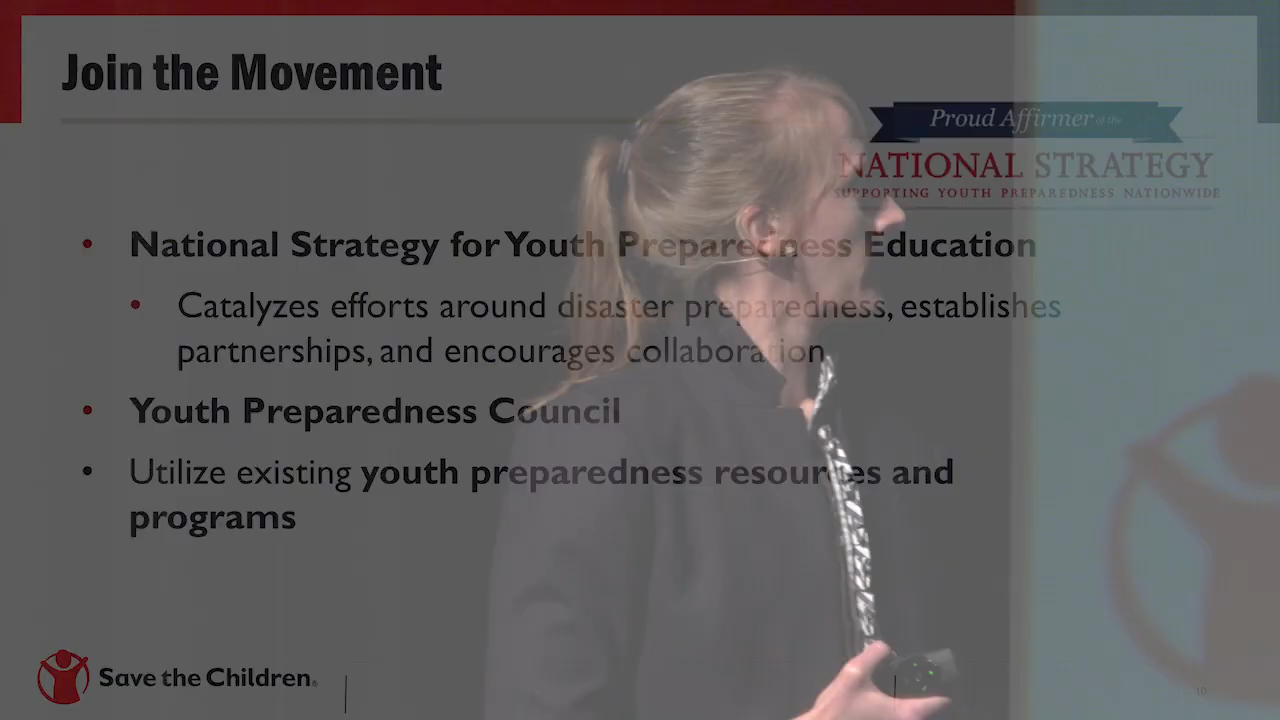 Join the Movement
Proud Affirmer of the
NATIONAL STRATEGY
SUPPORTING YOUTH PREPAREDNESS NATIONWIDE
• National Strategy for Youth Preparedness Education
• Catalyzes efforts around disaster preparedness, establishes
partnerships, and encourages collaboration
• Youth Preparedness Council
• Utilize existing youth preparedness resources and
programs
Save the Children®
10